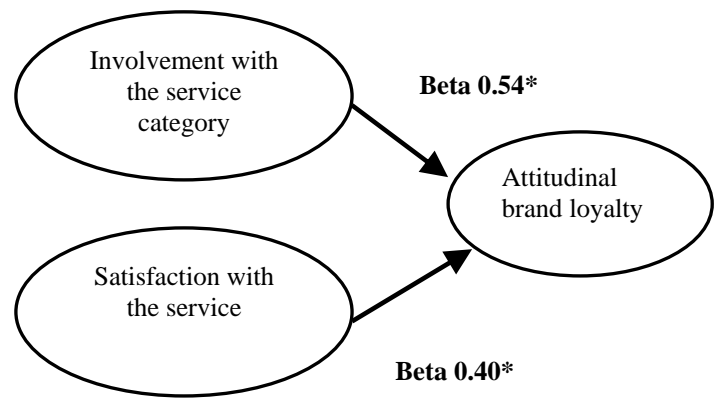 Involvement with
the service
category
Beta 0.54*
Attitudinal
brand loyalty
Satisfaction with
the service
Beta 0.40*